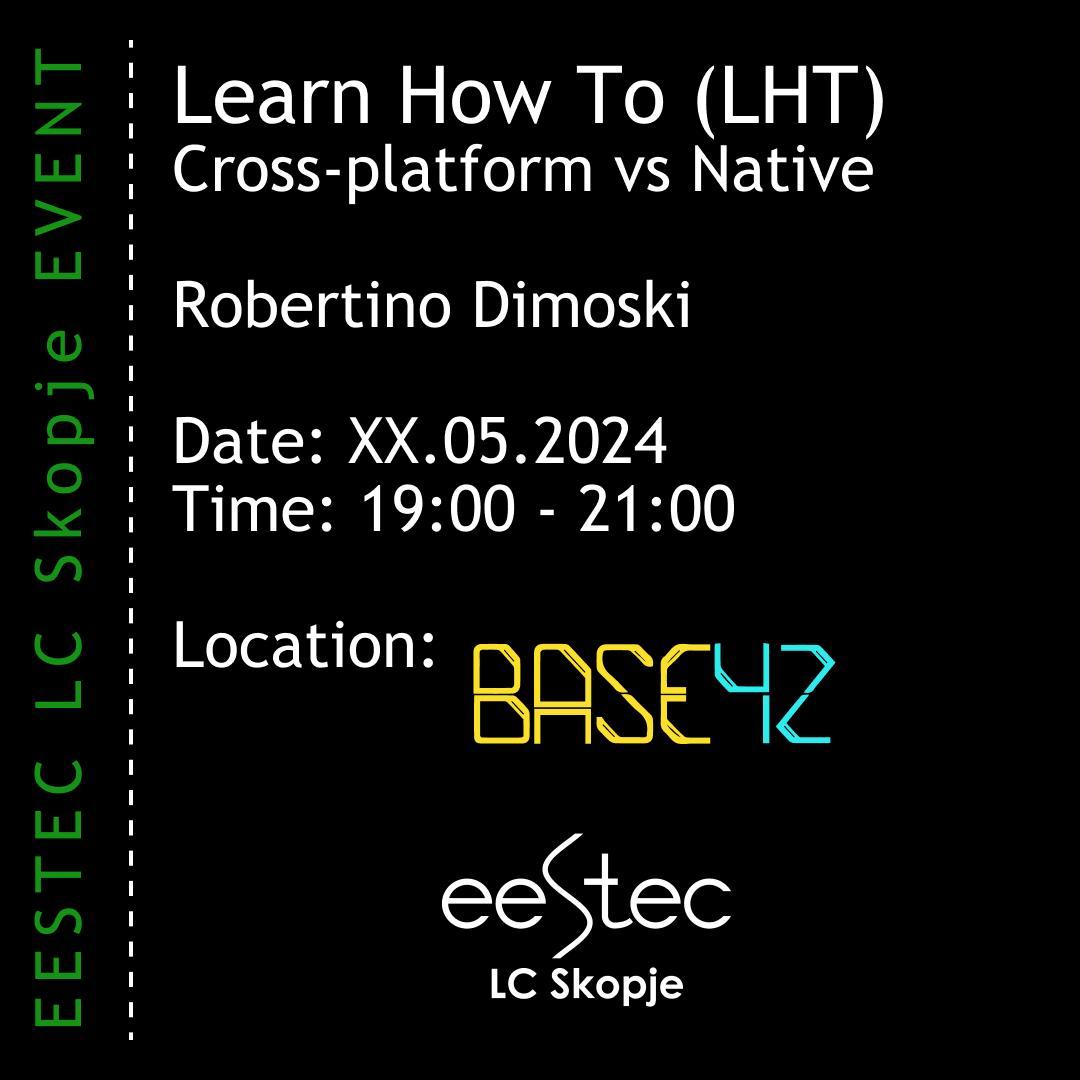 EESTEC LC Skopje EVENT
Learn How To (LHT)
Cross-platform vs Native
Robertino Dimoski
Date: XX.05.2024
Time: 19:00 - 21:00
Location: BASE42
eestec
LC Skopje